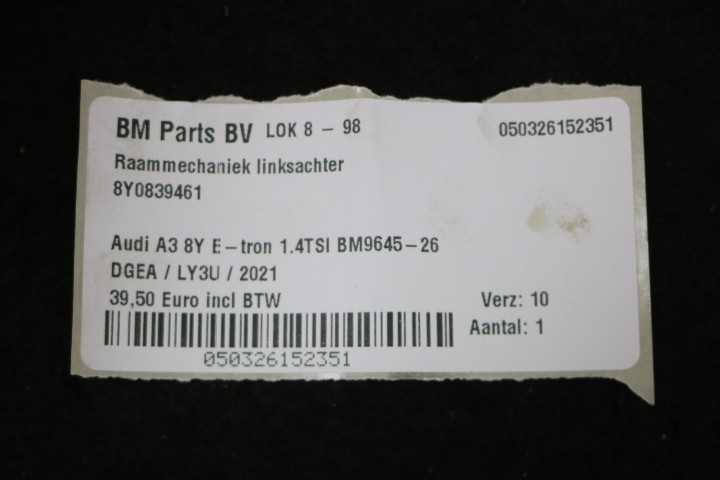 BM Parts BV LOK 8 - 98 050326152351
Raammechaniek linksachter
8Y0839461
Audi A3 8Y E-tron 1.4TSI BM9645-26
DGEA / LY3U / 2021
39,50 Euro incl BTW Verz: 10
Aantal: 1
050326152351